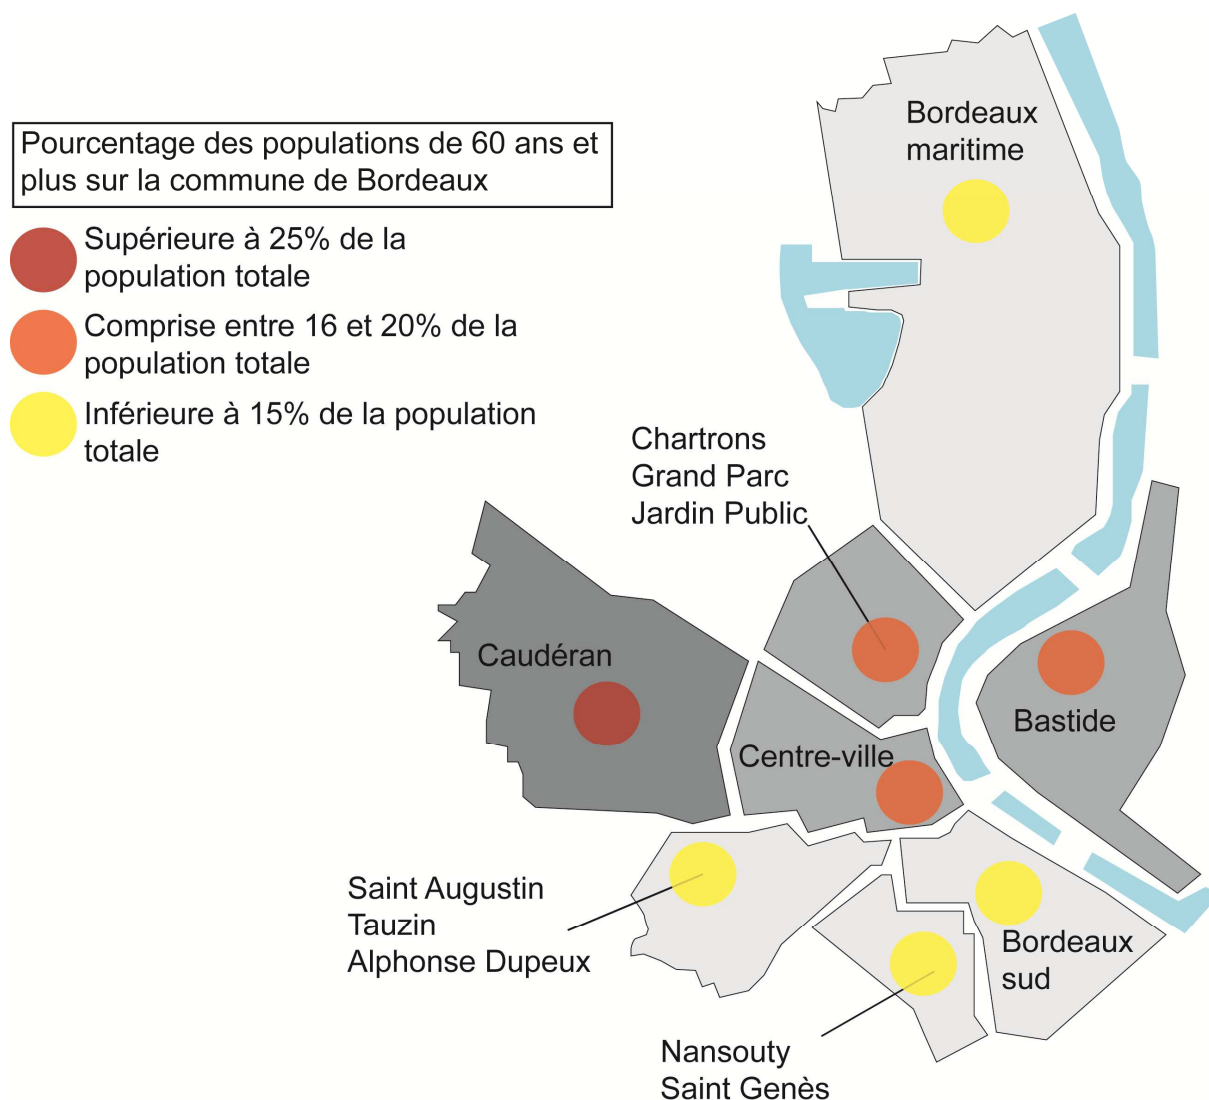 Pourcentage des populations de 60 ans et
plus sur la commune de Bordeaux
Supérieure à 25% de la
population totale
Comprise entre 16 et 20% de la
population totale
Inférieure à 15% de la population
totale
Bordeaux
maritime
Chartrons
Grand Parc
Jardin Public
Caudéran
Bastide
Centre-ville
Saint Augustin
Tauzin
Alphonse Dupeux
Bordeaux
sud
Nansouty
Saint Genès